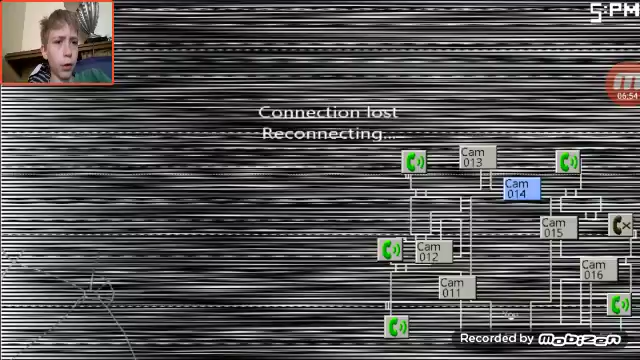 5:PM
06:54
Connection lost
Reconnecting...
Cam
013
Cam
014
Cam
015
Cam
012
Cam
016
Cam
011
You
Recorded by MOBIZEN